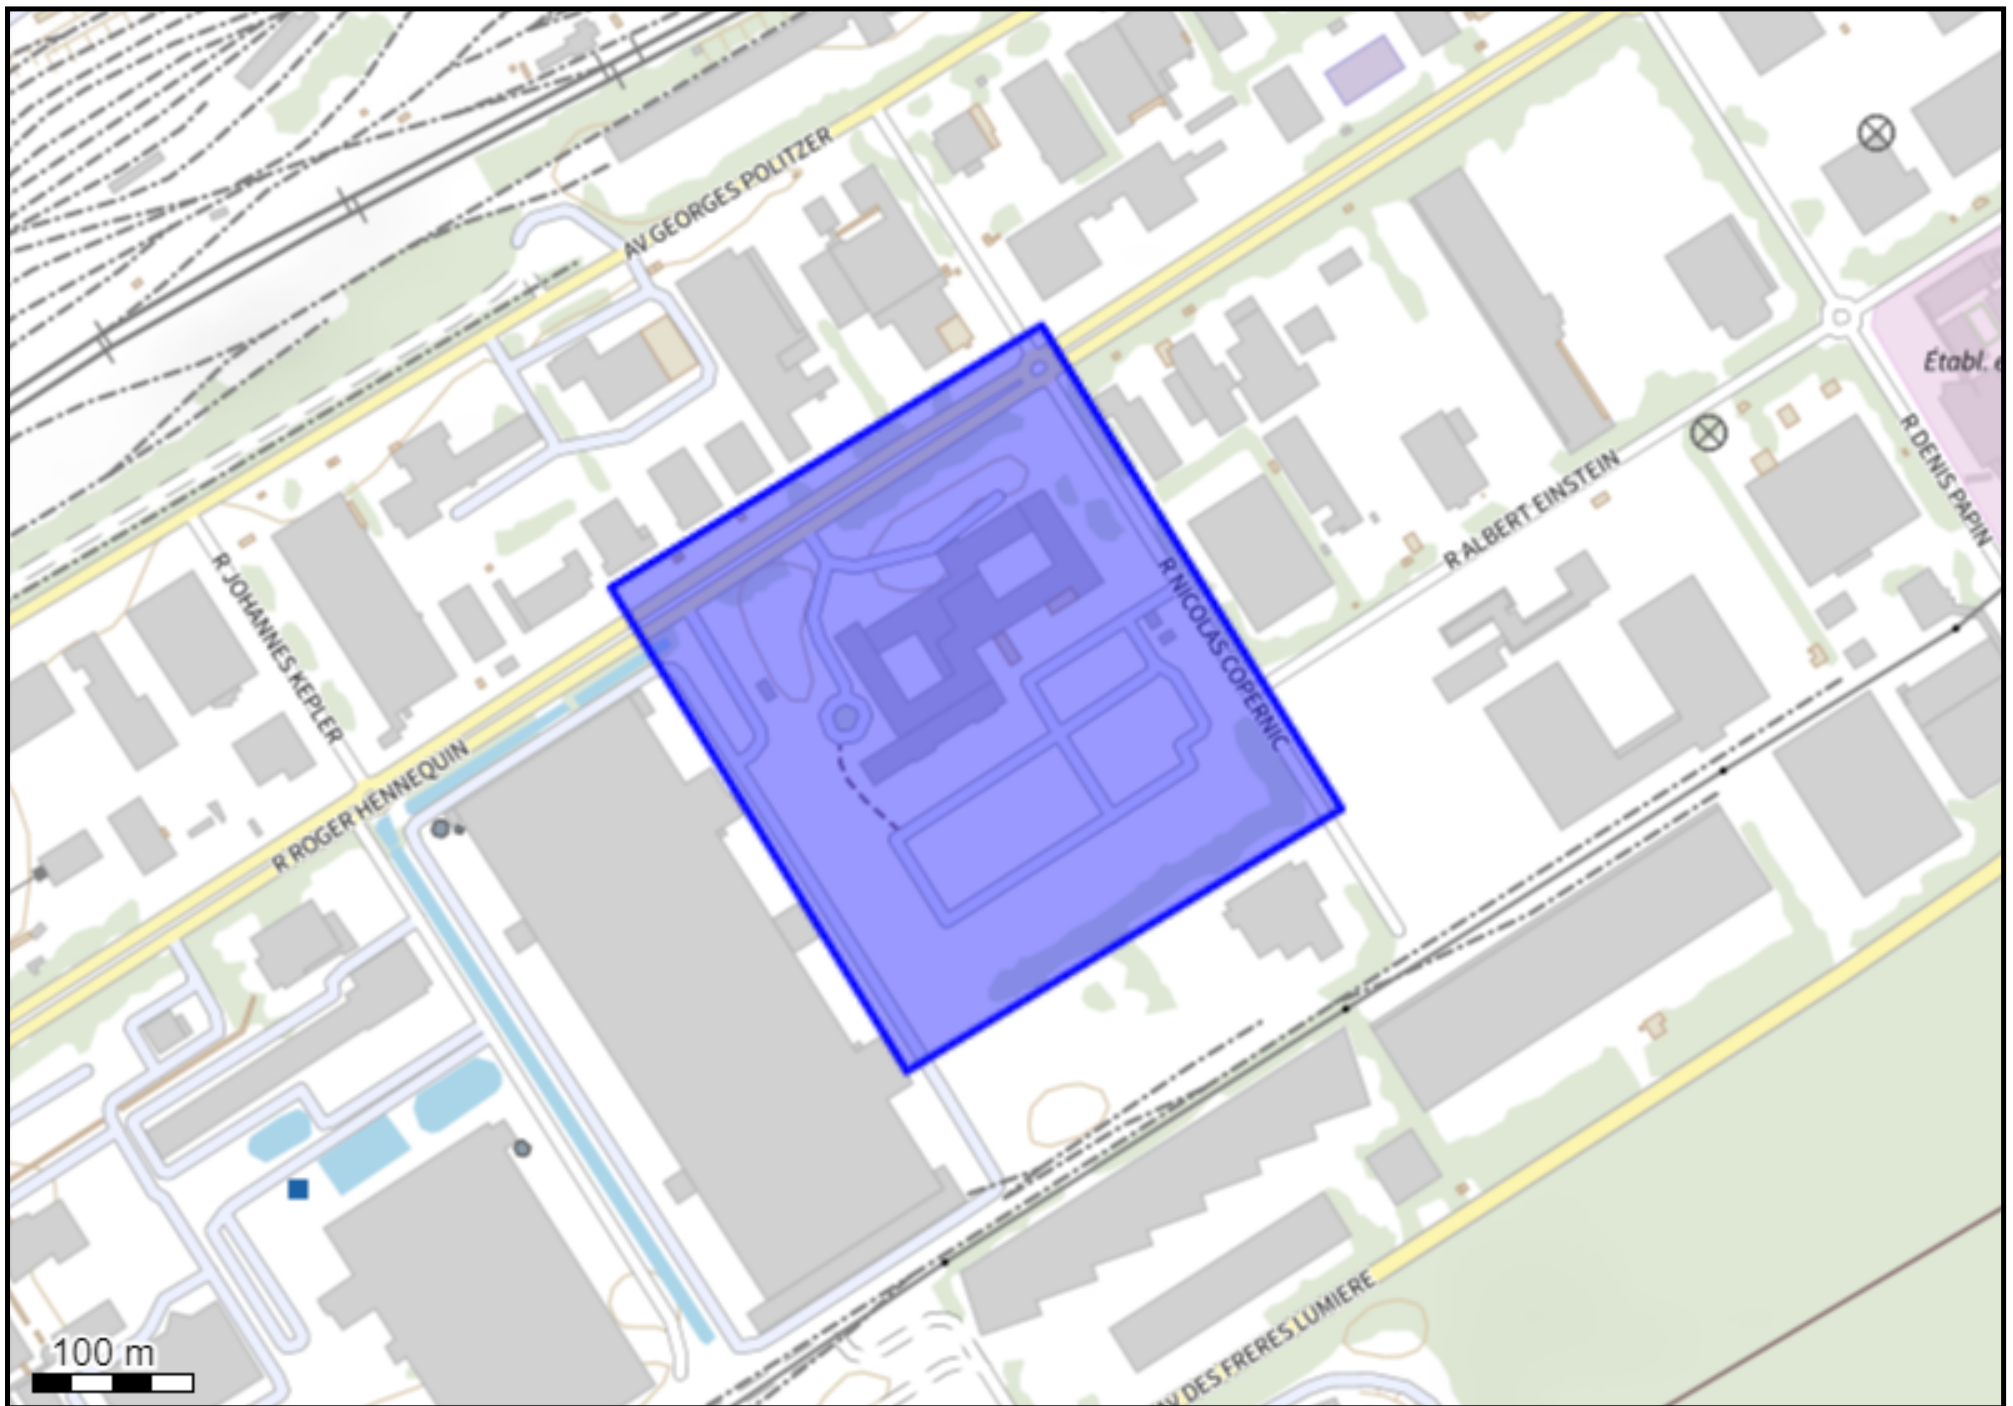 AV GEORGES POLITZER
Établ. e
R DENIS PAPIN
R ALBERT EINSTEIN
R JOHANNES KEPLER
R NICOLAS COPERNIC
R ROGER HENNEQUIN
AV DES FRERES LUMIERE
100 m